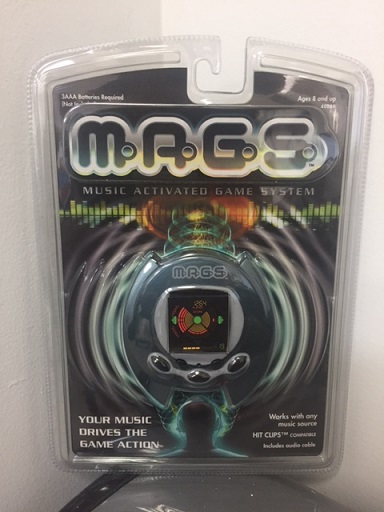 3AAA Batteries Required
Ages 8 and up
M.A.G.S.
MUSIC ACTIVATED GAME SYSTEM
M.A.G.S.
YOUR MUSIC
DRIVES THE
GAME ACTION
Works with any
music source
HIT CLIPS™ COMPATIBLE
Includes audio cable